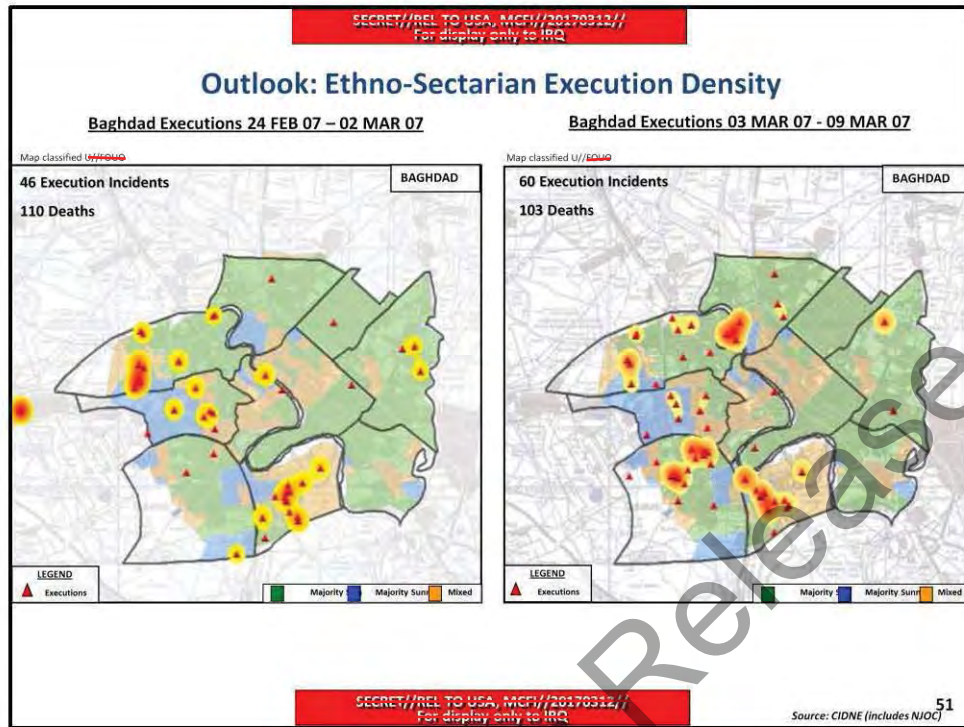 SECRET//REL TO USA, MCFI//20170312//
For display only to IRQ
Outlook: Ethno-Sectarian Execution Density
Baghdad Executions 24 FEB 07 – 02 MAR 07
Map classified U//FOUO
46 Execution Incidents
110 Deaths
BAGHDAD
LEGEND
Executions
Majority
Majority Sunn
Mixed
Baghdad Executions 03 MAR 07 - 09 MAR 07
Map classified U//FOUO
60 Execution Incidents
103 Deaths
BAGHDAD
LEGEND
Executions
Majority
Majority Sunn
Mixed
Release
SECRET//REL TO USA, MCFI//20170312//
For display only to IRQ
51
Source: CIDNE (includes NJOC)